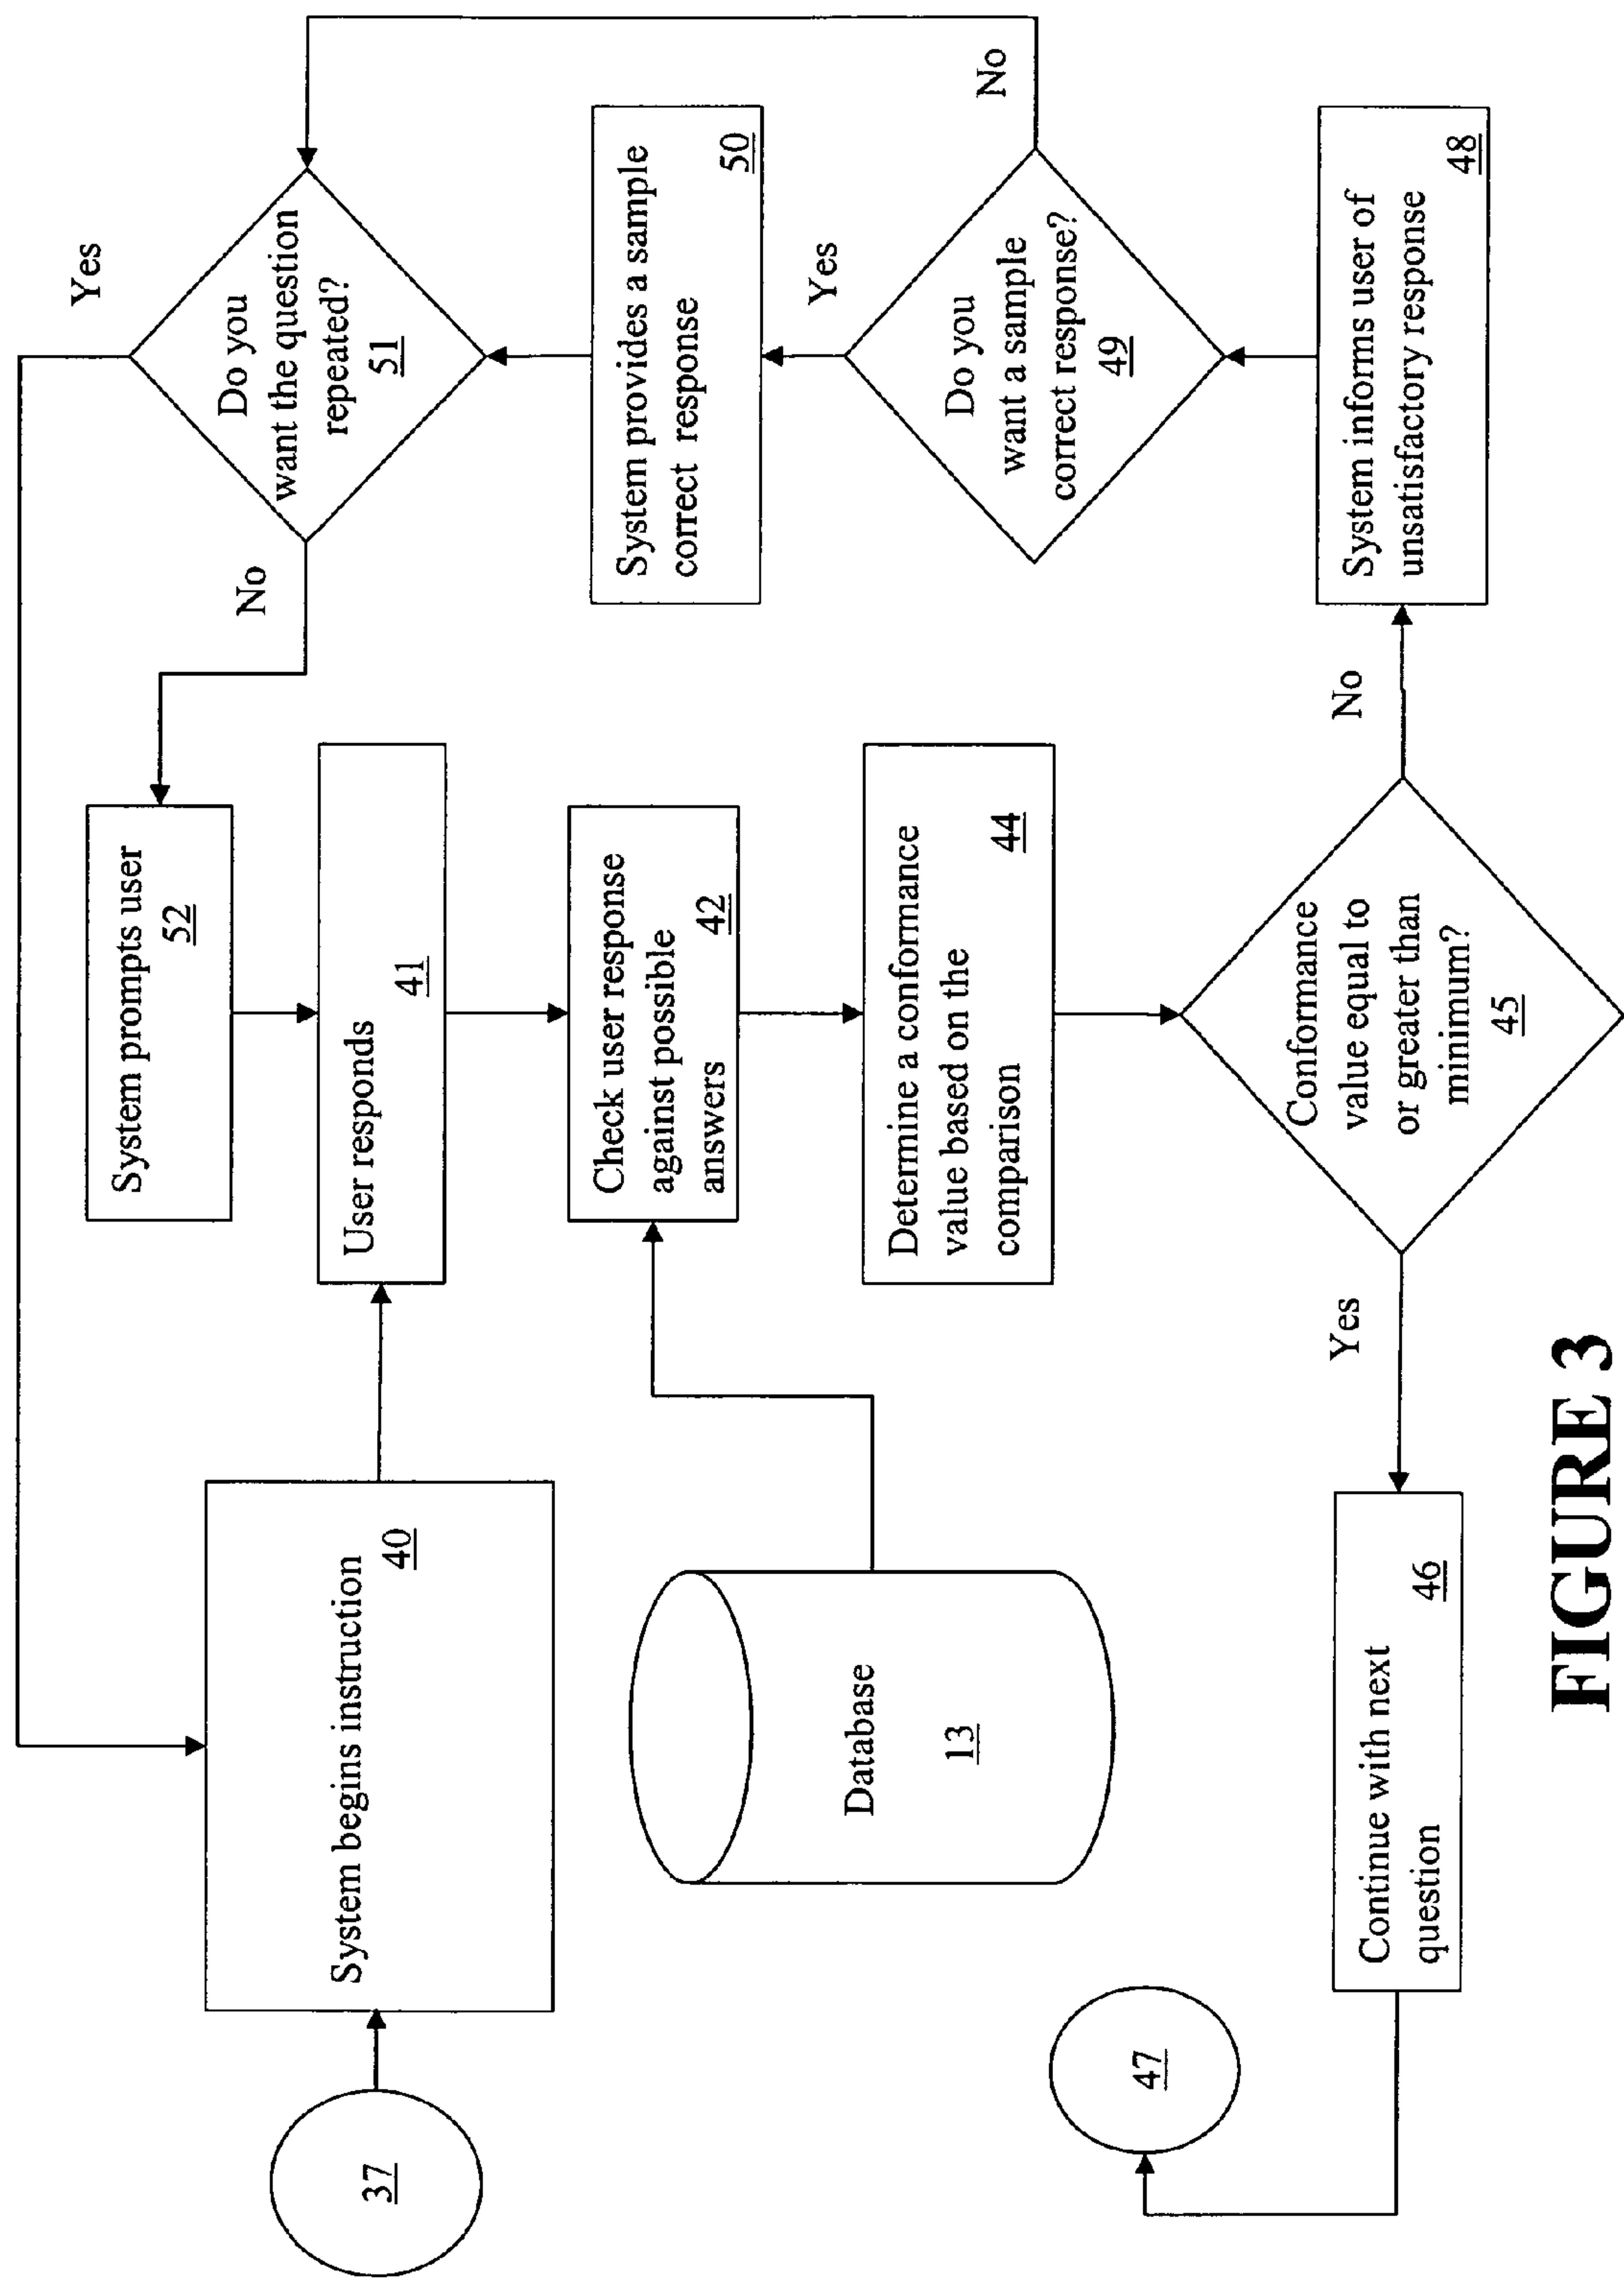 37
System begins instruction
40
System prompts user
52
User responds
41
Check user response
against possible
answers
42
Database
13
Determine a conformance
value based on the
comparison
44
Conformance
value equal to
or greater than
minimum?
45
Yes
No
Continue with next
question
46
47
System informs user of
unsatisfactory response
48
Do you
want a sample
correct response?
49
Yes
No
System provides a sample
correct response
50
Do you
want the question
repeated?
51
Yes
No
FIGURE 3